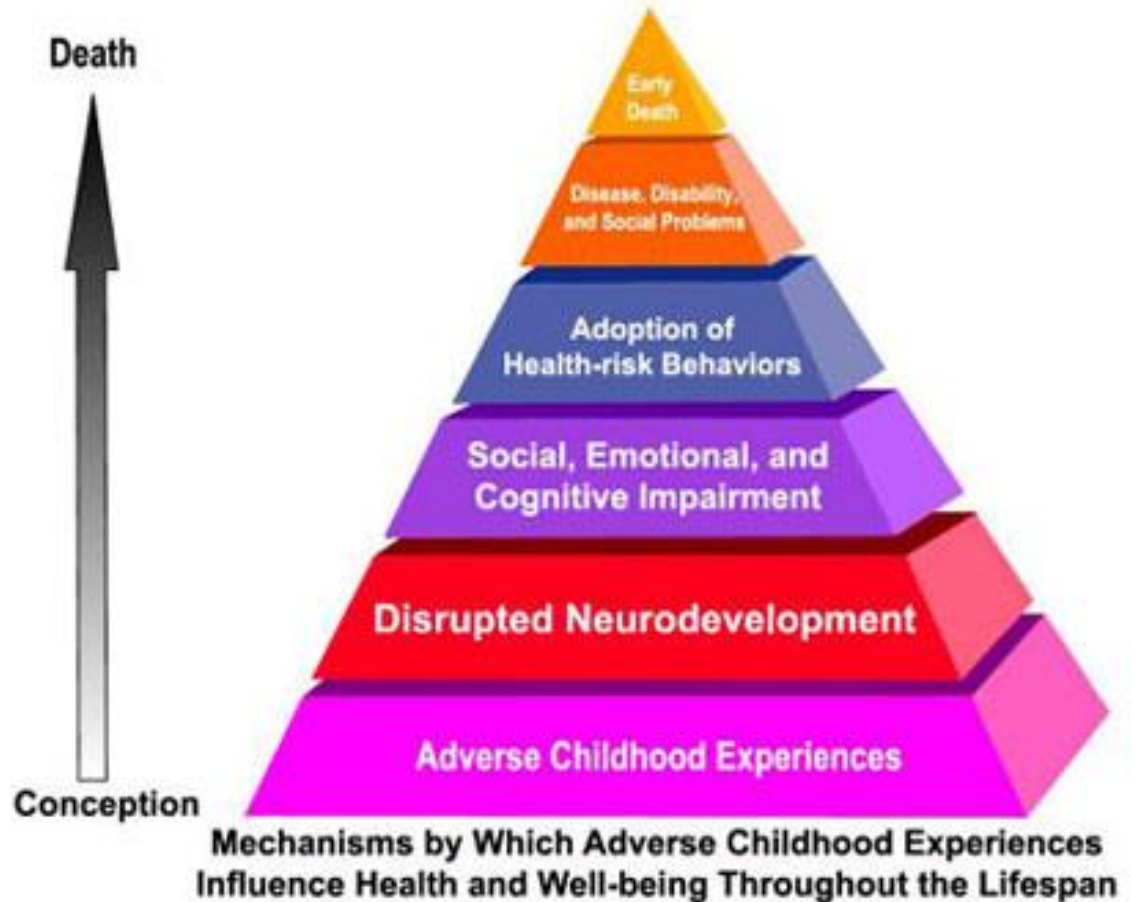 Death
Early
Death
Disease, Disability,
and Social Problems
Adoption of
Health-risk Behaviors
Social, Emotional, and
Cognitive Impairment
Disrupted Neurodevelopment
Adverse Childhood Experiences
Conception
Mechanisms by Which Adverse Childhood Experiences
Influence Health and Well-being Throughout the Lifespan